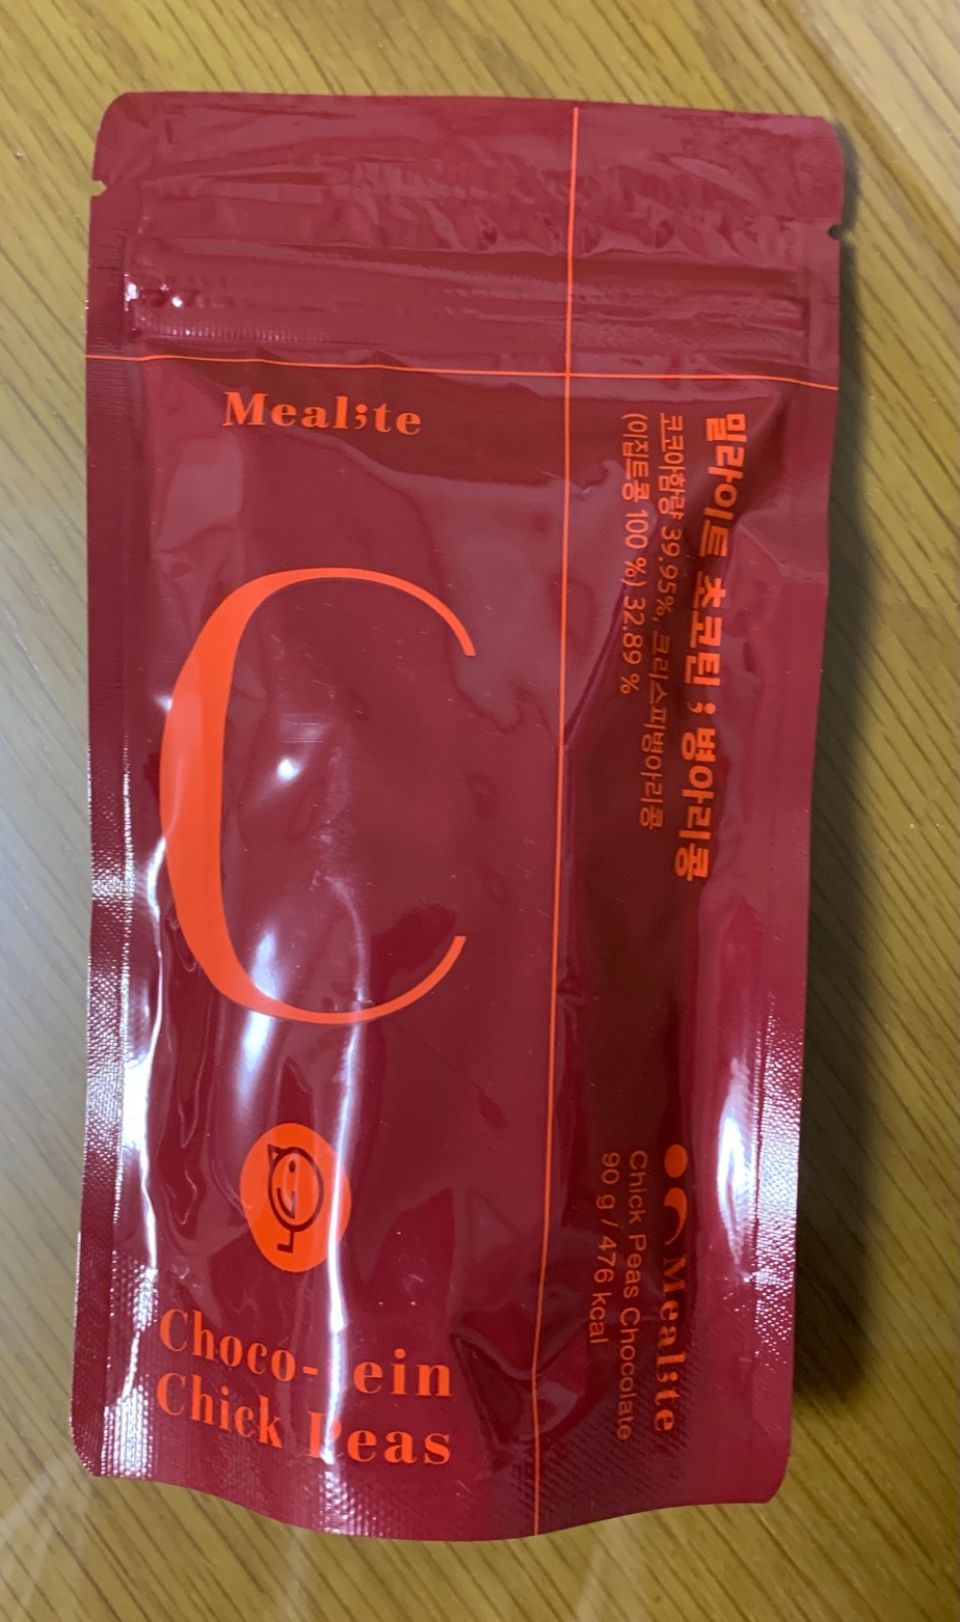 Meal;te
C
Choco-
Chick Peas
밀라이트 초코틴 ; 병아리콩
코코아함량 39.95%, 크리스피병아리콩
(이집트콩 100 %) 32.89 %
Meal:te
Chick Peas Chocolate
90 g / 476 kcal